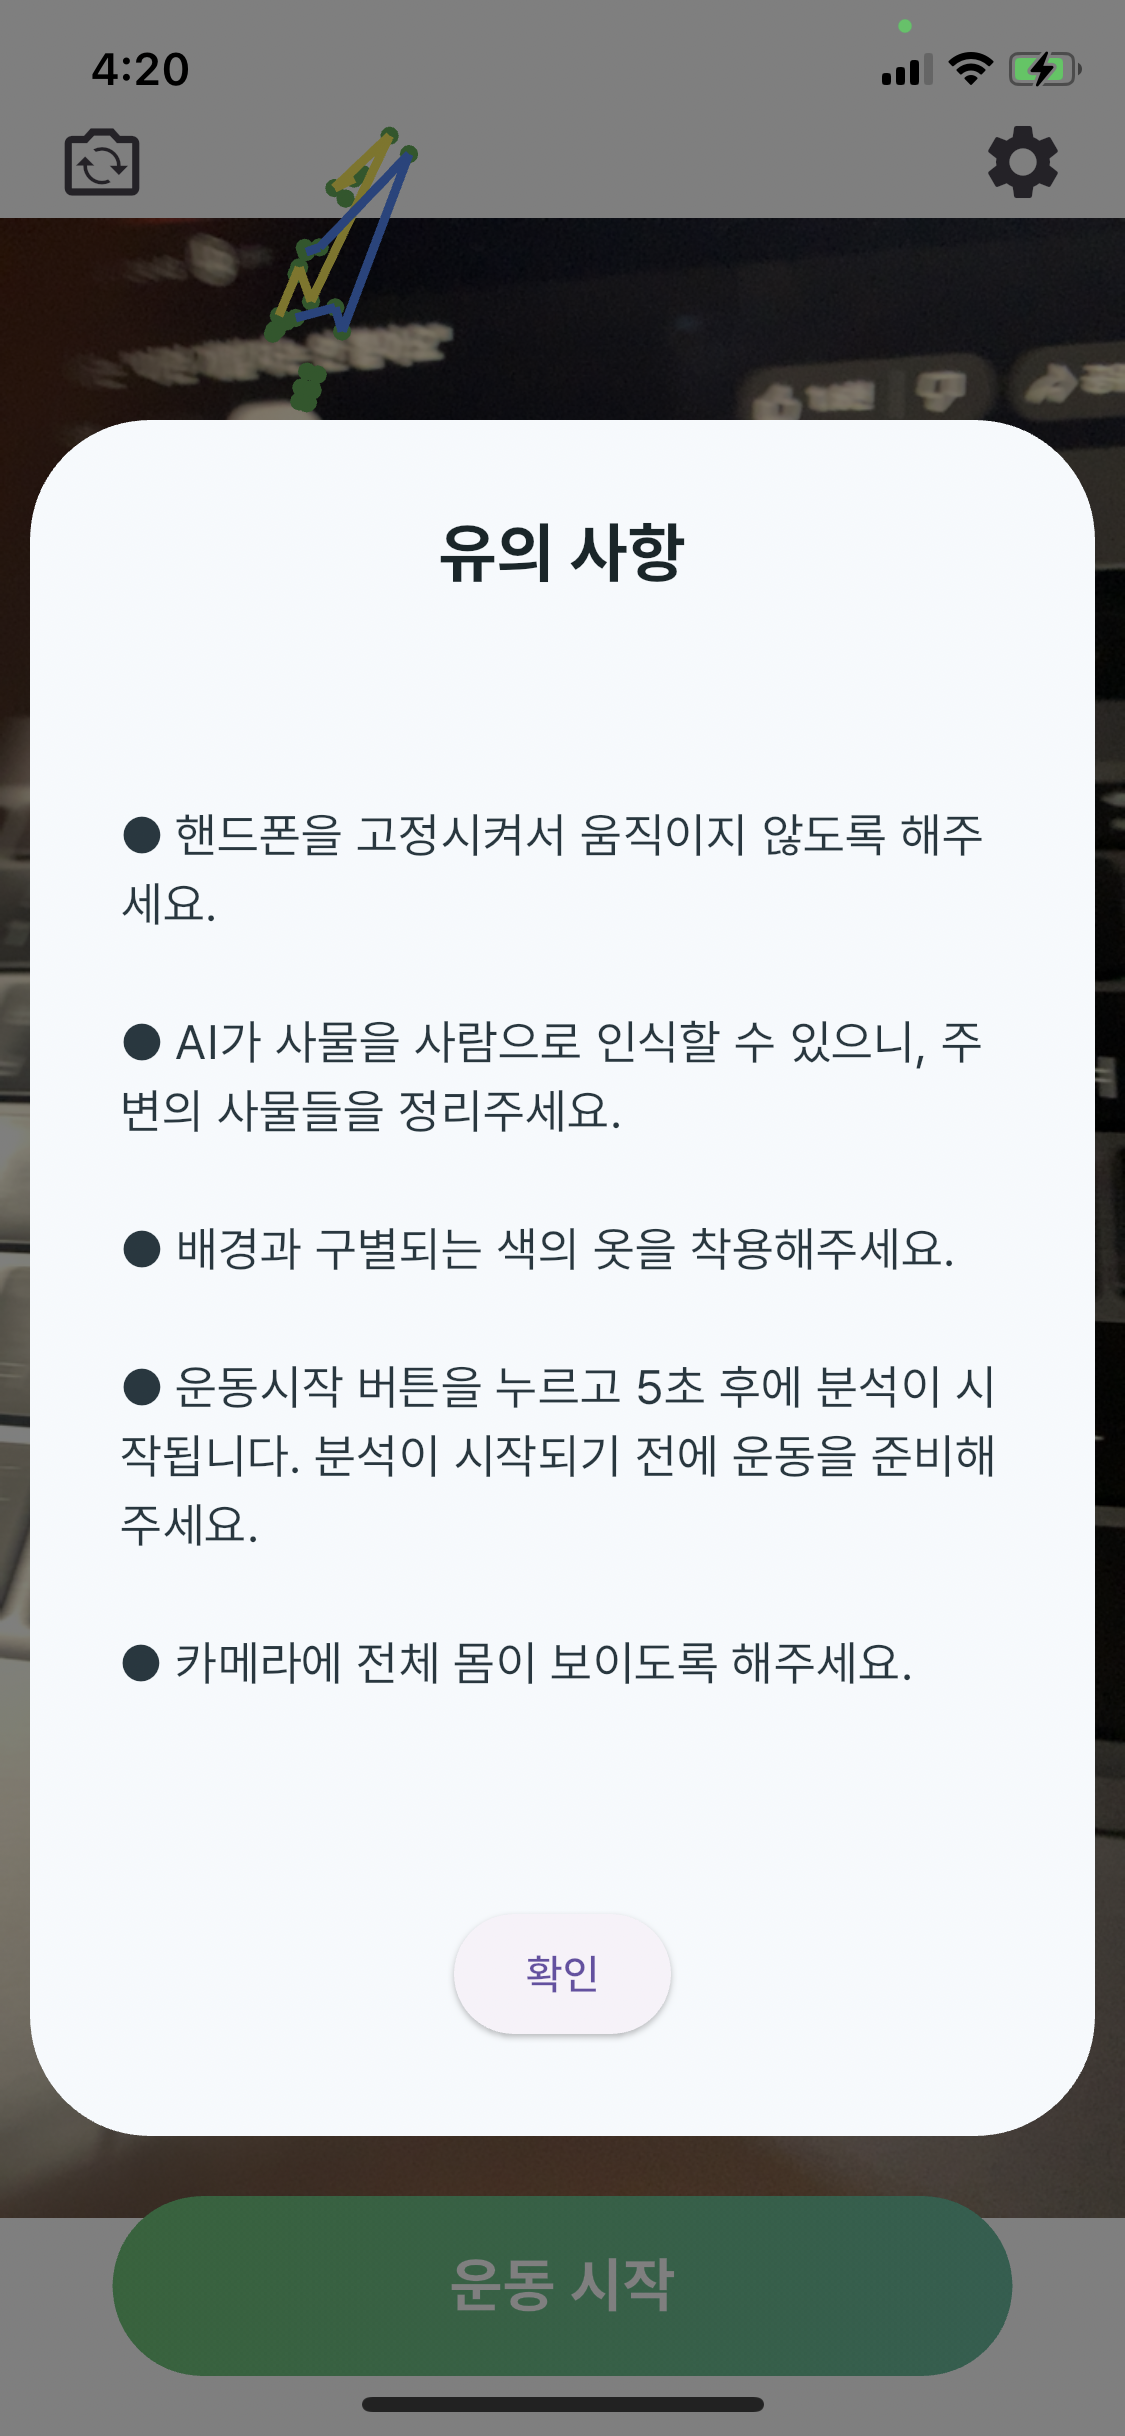 4:20
유의 사항
● 핸드폰을 고정시켜서 움직이지 않도록 해주
세요.
● AI가 사물을 사람으로 인식할 수 있으니, 주
변의 사물들을 정리주세요.
● 배경과 구별되는 색의 옷을 착용해주세요.
● 운동시작 버튼을 누르고 5초 후에 분석이 시
작됩니다. 분석이 시작되기 전에 운동을 준비해
주세요.
● 카메라에 전체 몸이 보이도록 해주세요.
확인
운동 시작